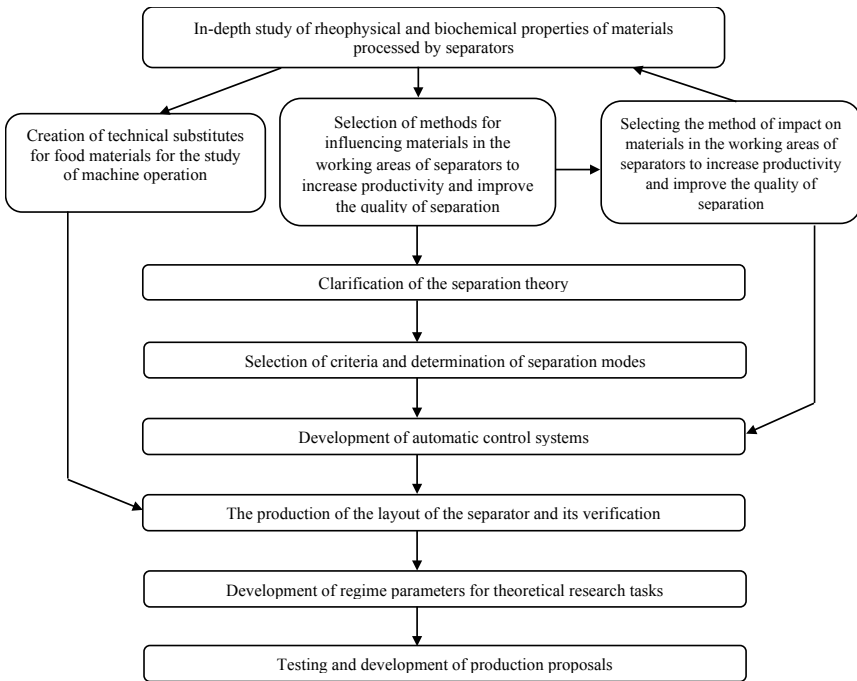 In-depth study of rheophysical and biochemical properties of materials
processed by separators
Creation of technical substitutes
for food materials for the study
of machine operation
Selection of methods for
influencing materials in the
working areas of separators to
increase productivity and improve
the quality of separation
Selecting the method of impact on
materials in the working areas of
separators to increase productivity
and improve the quality of
separation
Clarification of the separation theory
Selection of criteria and determination of separation modes
Development of automatic control systems
The production of the layout of the separator and its verification
Development of regime parameters for theoretical research tasks
Testing and development of production proposals